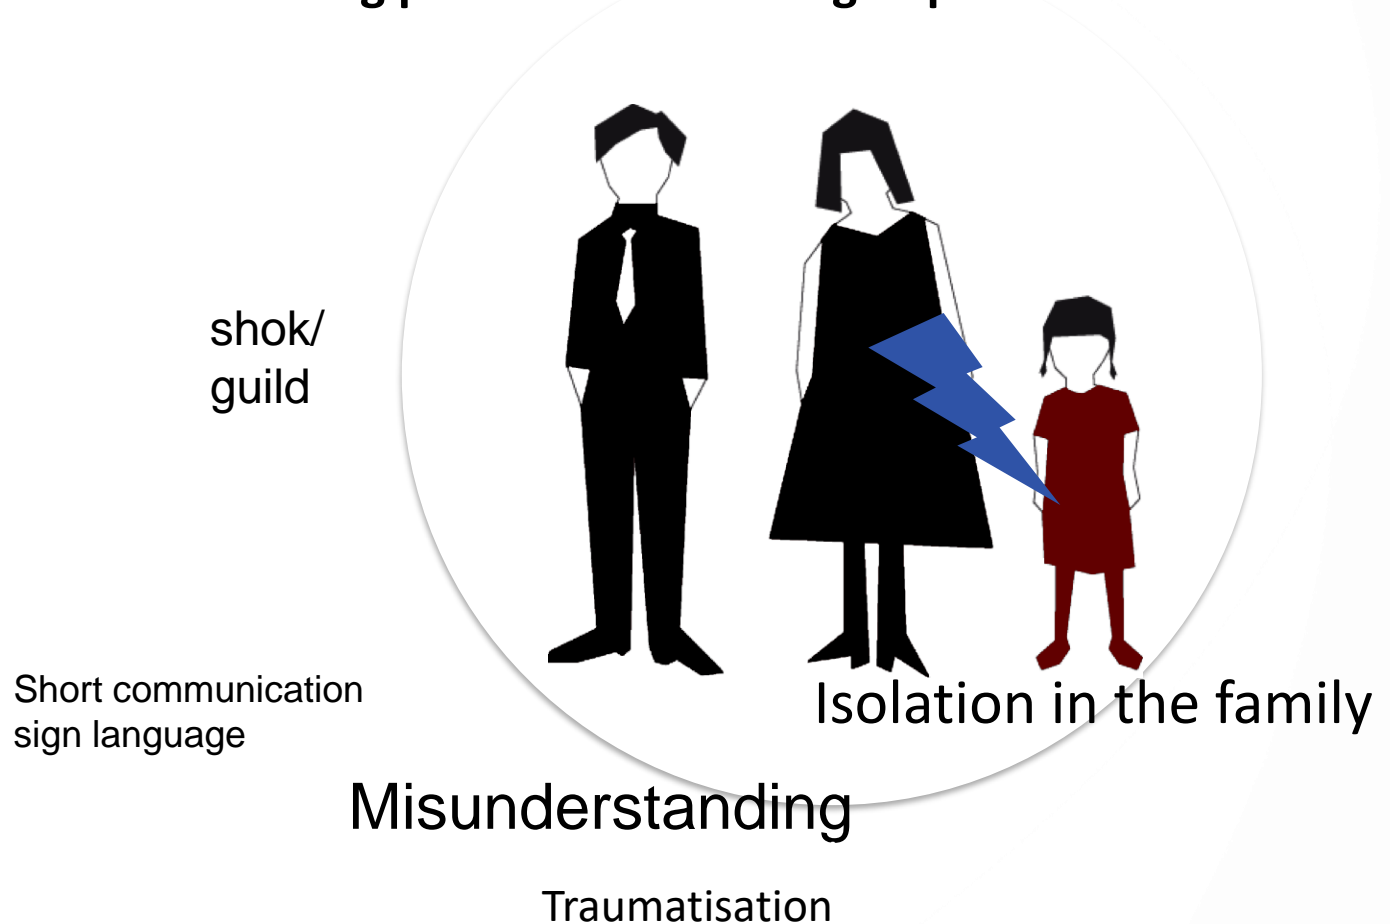 shok/
guild
Short communication
sign language
Isolation in the family
Misunderstanding
Traumatisation